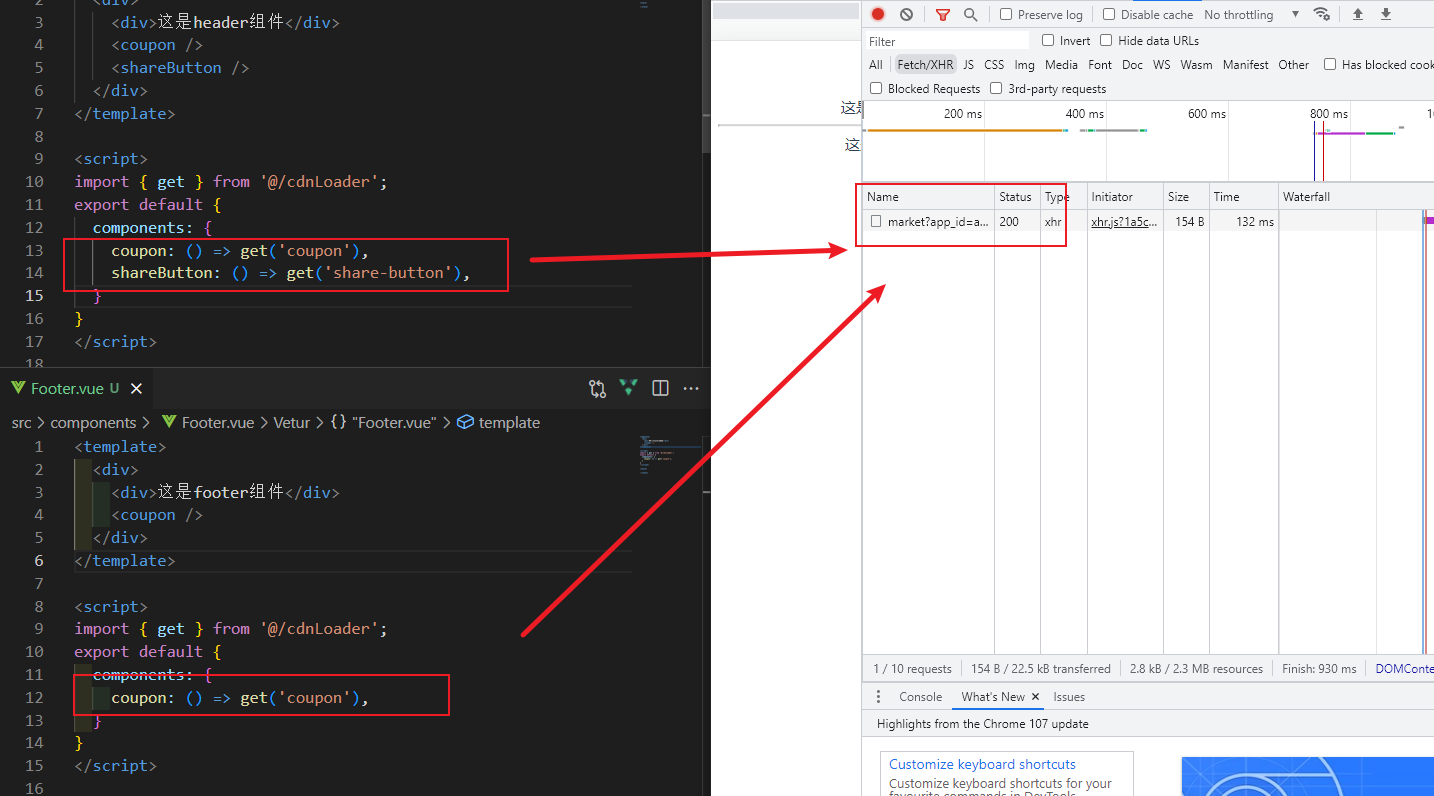 2 <div>
3 <div>这是header组件</div>
4 <coupon />
5 <shareButton />
6 </div>
7 </template>
8
9 <script>
10 import { get } from '@/cdnLoader';
11 export default {
12 components: {
13 coupon: () => get('coupon'),
14 shareButton: () => get('share-button'),
15 }
16 }
17 </script>
18
Footer.vue U
src > components > Footer.vue > Vetur > {} "Footer.vue" > template
1 <template>
2 <div>
3 <div>这是footer组件</div>
4 <coupon />
5 </div>
6 </template>
7
8 <script>
9 import { get } from '@/cdnLoader';
10 export default {
11 components: {
12 coupon: () => get('coupon'),
13 }
14 }
15 </script>
16
这是
这
Preserve log Disable cache No throttling
Filter Invert Hide data URLs
All Fetch/XHR JS CSS Img Media Font Doc WS Wasm Manifest Other Has blocked cook
Blocked Requests 3rd-party requests
200 ms 400 ms 600 ms 800 ms
Name Status Type Initiator Size Time Waterfall
market?app_id=a... 200 xhr xhr.js?1a5c... 154 B 132 ms
1 / 10 requests 154 B / 22.5 kB transferred 2.8 kB / 2.3 MB resources Finish: 930 ms DOMConte
Console What's New Issues
Highlights from the Chrome 107 update
Customize keyboard shortcuts
Customize keyboard shortcuts for your
favourite commands in DevTools